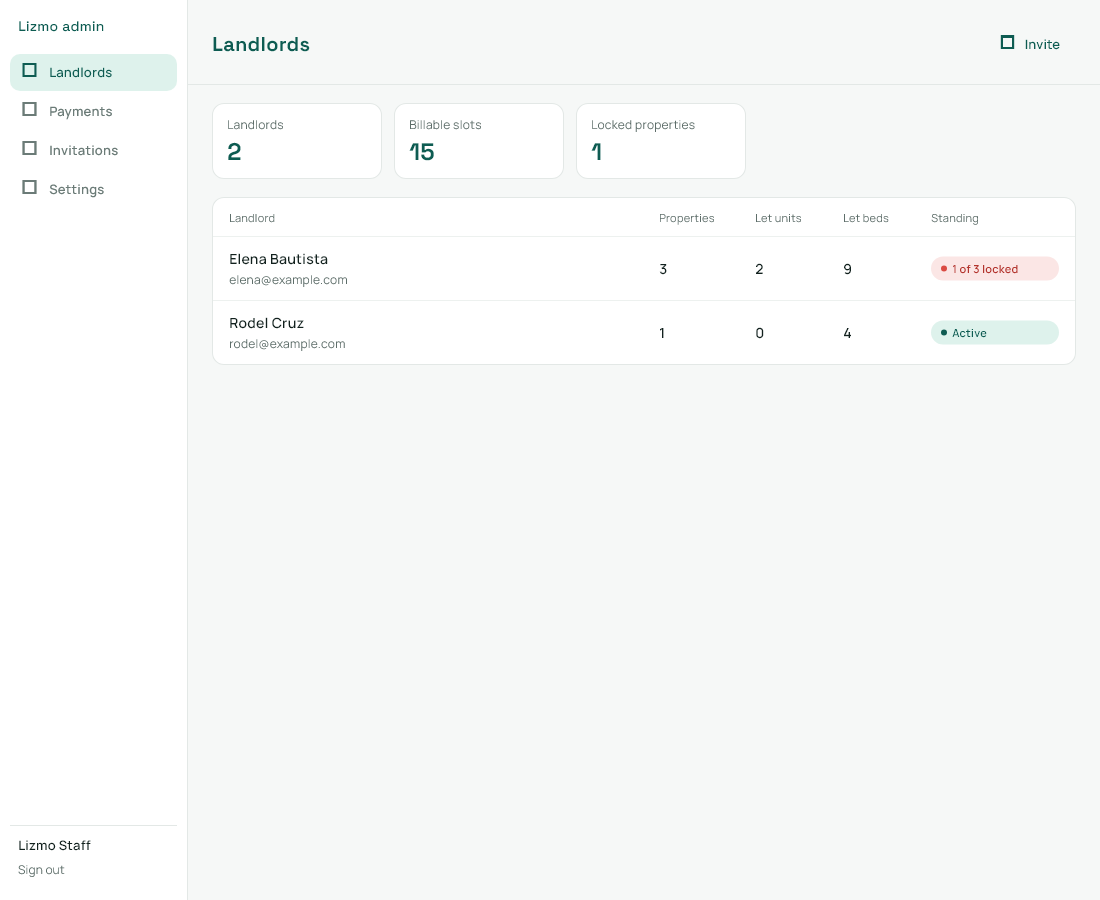 Lizmo admin
Landlords
Payments
Invitations
Settings
Lizmo Staff
Sign out
Landlords
Invite
Landlords
2
Billable slots
15
Locked properties
1
Landlord Properties Let units Let beds Standing
Elena Bautista
elena@example.com
3 2 9 1 of 3 locked
Rodel Cruz
rodel@example.com
1 0 4 Active